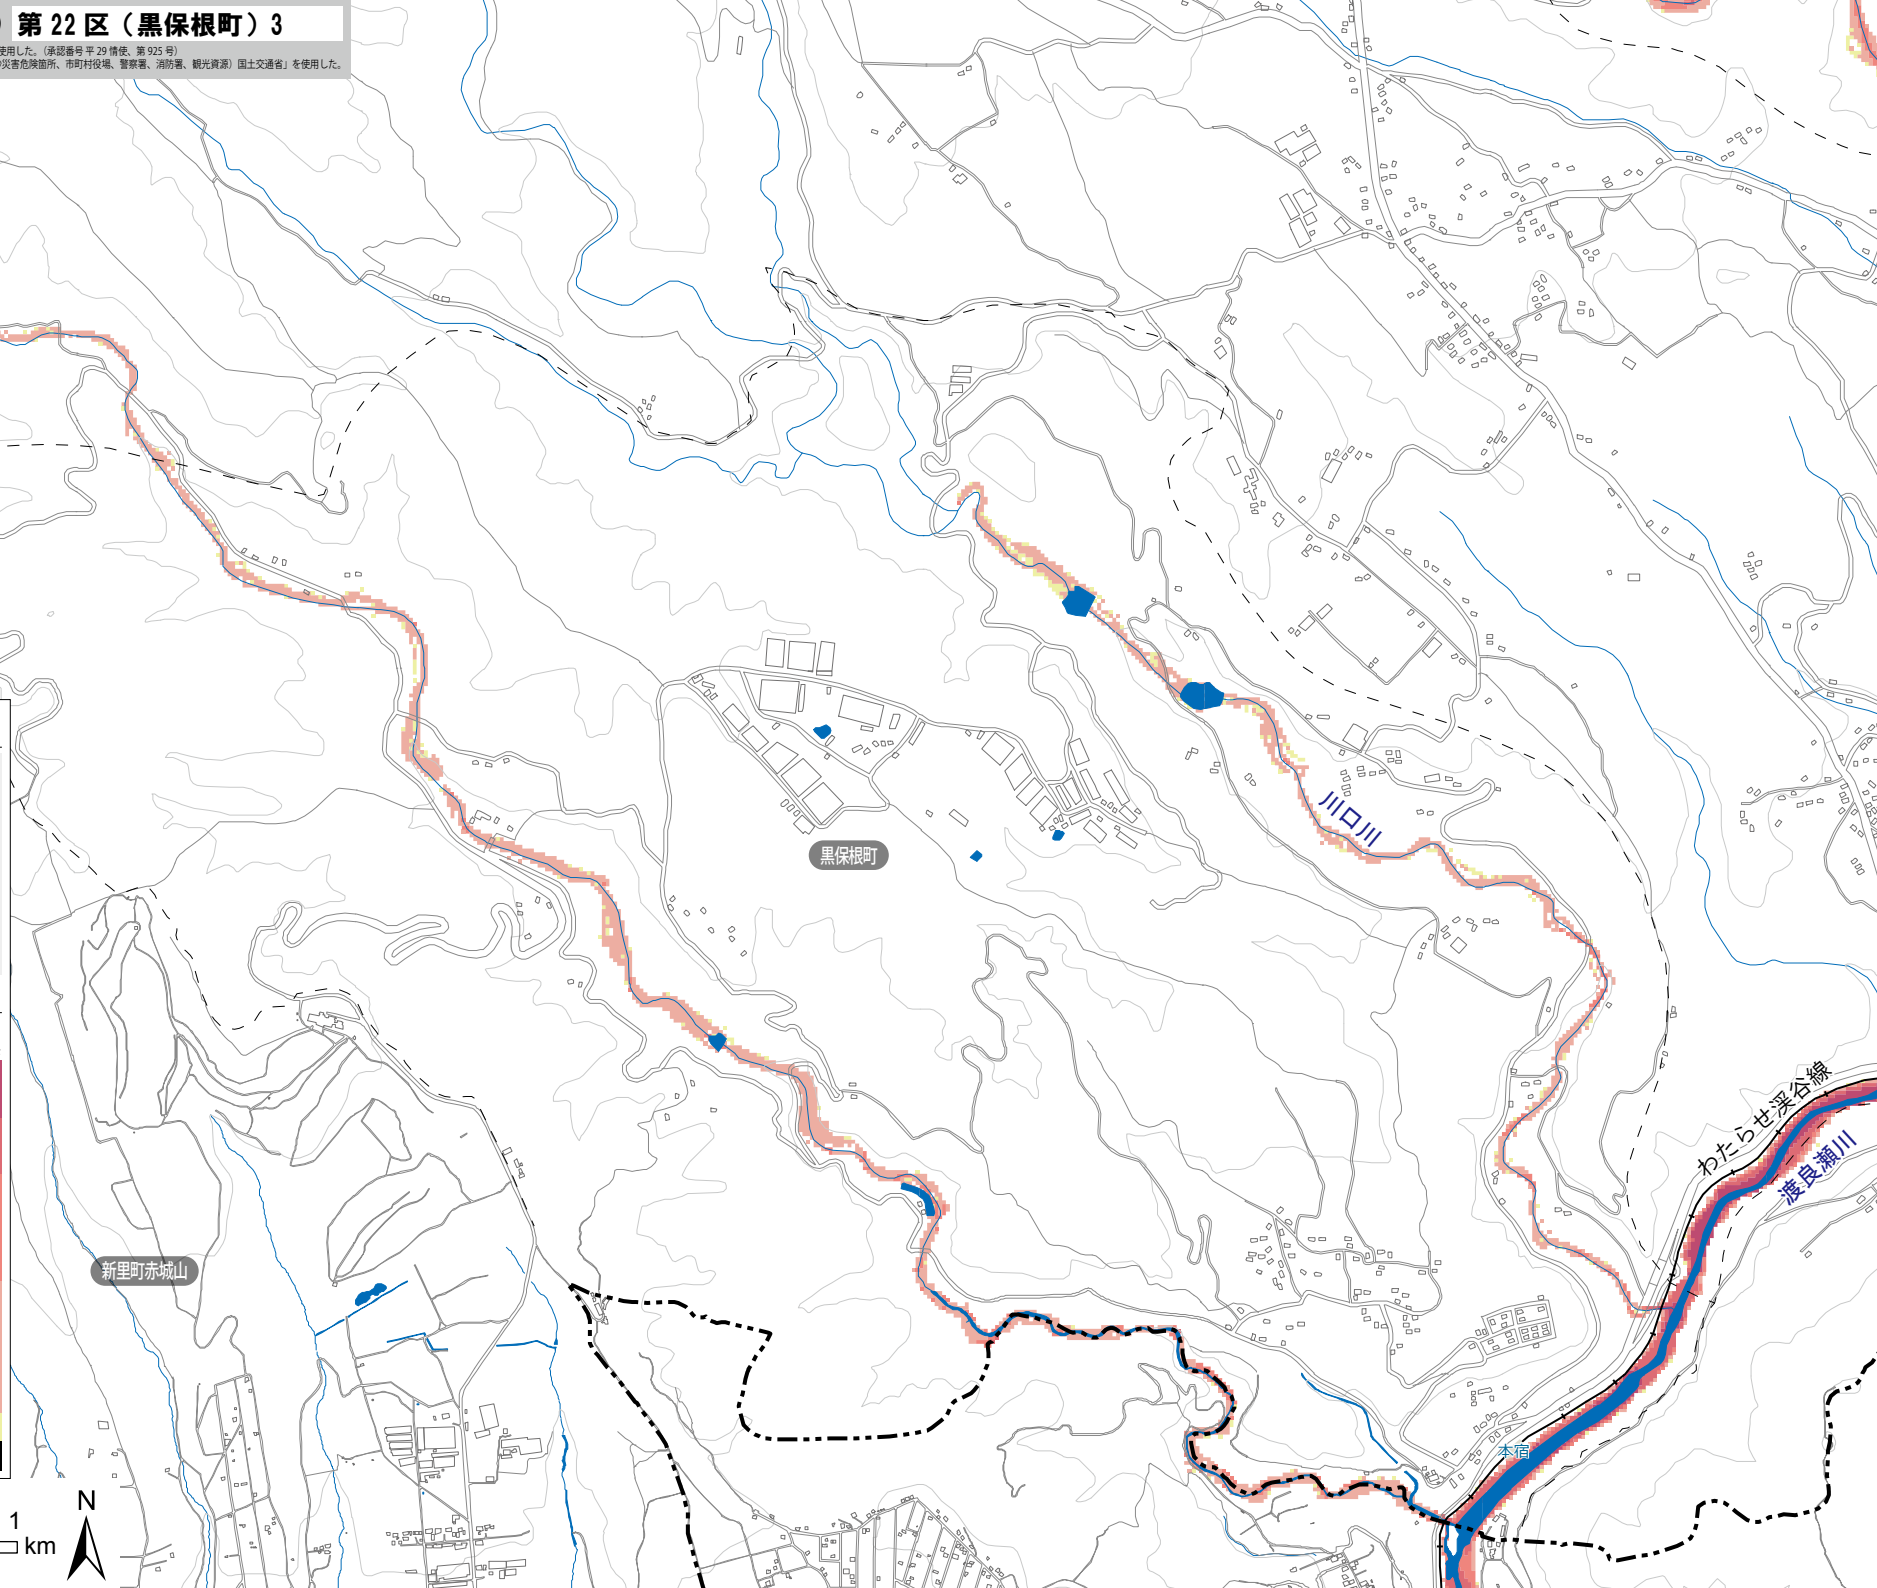 第 22 区（黒保根町）3
使用した。（承認番号 平 29 情使、第 925 号）
災害危険箇所、市町村役場、警察署、消防署、観光資源）国土交通省」を使用した。
川口川
黒保根町
わたらせ渓谷線
渡良瀬川
新里町赤城山
本宿
N
1
km